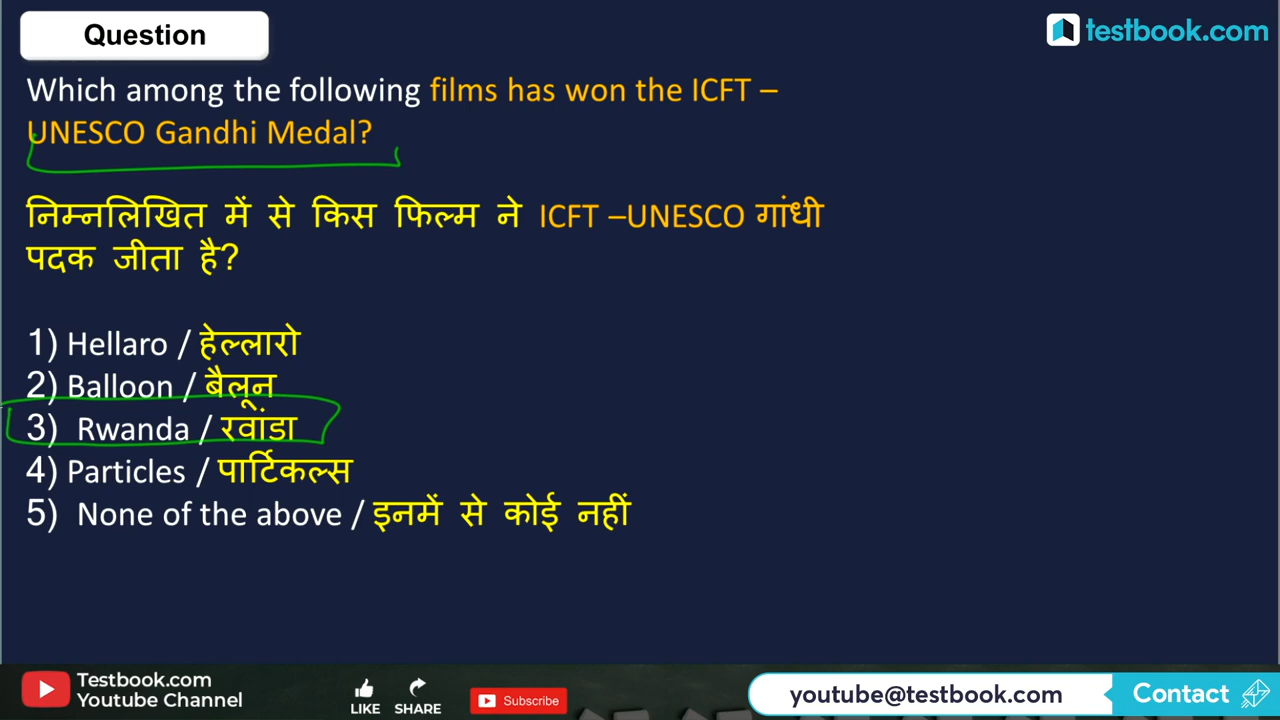 Question
testbook.com
Which among the following films has won the ICFT –
UNESCO Gandhi Medal?
निम्नलिखित में से किस फिल्म ने ICFT –UNESCO गांधी
पदक जीता है?
1) Hellaro / हेल्लारो
2) Balloon / बैलून
3) Rwanda / रवांडा
4) Particles / पार्टिकल्स
5) None of the above / इनमें से कोई नहीं
Testbook.com
Youtube Channel
LIKE
SHARE
Subscribe
youtube@testbook.com
Contact